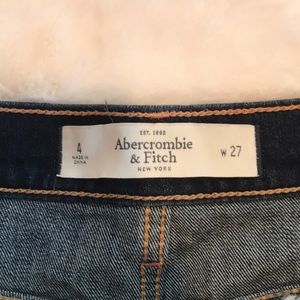 EST. 1892
4
MADE IN
CHINA
Abercrombie
& Fitch
NEW YORK
W 27